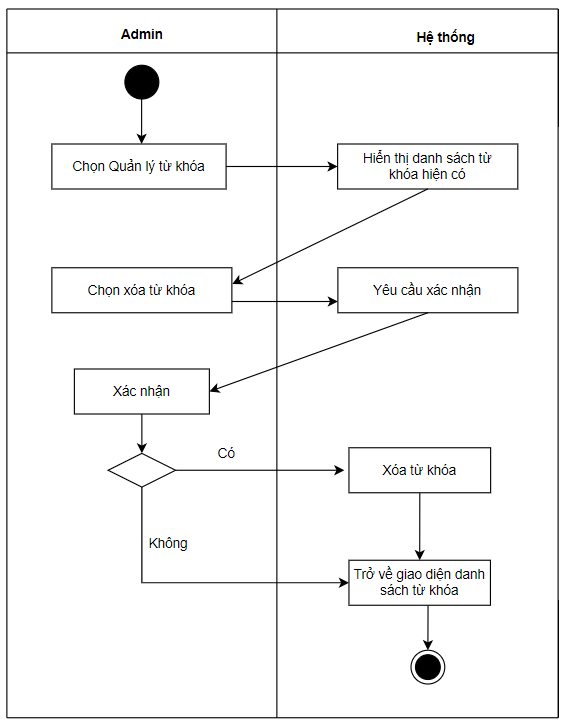 Admin
Hệ thống
Chọn Quản lý từ khóa
Hiển thị danh sách từ
khóa hiện có
Chọn xóa từ khóa
Yêu cầu xác nhận
Xác nhận
Có
Xóa từ khóa
Không
Trở về giao diện danh
sách từ khóa